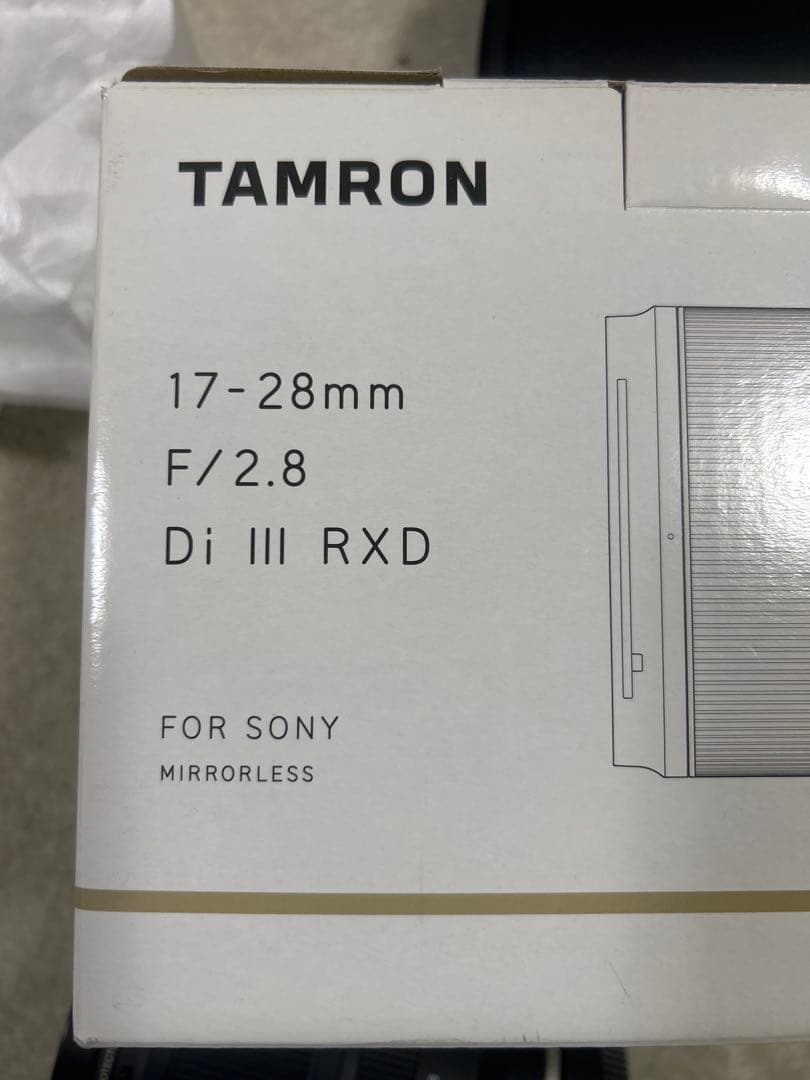 TAMRON
17-28mm
F/2.8
Di III RXD
FOR SONY
MIRRORLESS